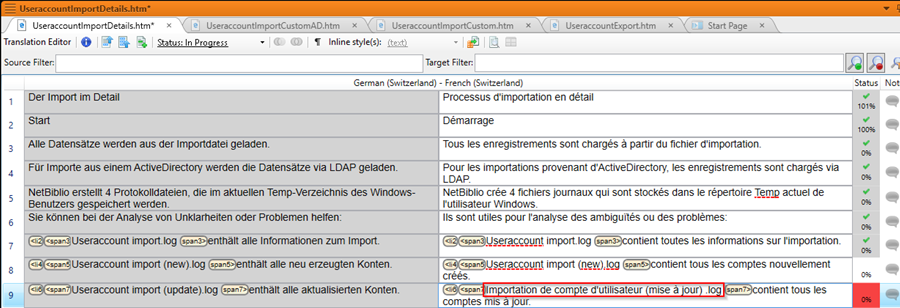 UseraccountImportDetails.htm*
UseraccountImportDetails.htm* UseraccountImportCustomAD.htm UseraccountImportCustom.htm UseraccountExport.htm Start Page
Translation Editor Status: In Progress ¶ Inline style(s): (text)
Source Filter: Target Filter:
German (Switzerland) - French (Switzerland) Status Not
1 Der Import im Detail Processus d'importation en détail 101%
2 Start Démarrage 100%
3 Alle Datensätze werden aus der Importdatei geladen. Tous les enregistrements sont chargés à partir du fichier d'importation. 0%
4 Für Importe aus einem ActiveDirectory werden die Datensätze via LDAP geladen. Pour les importations provenant d'ActiveDirectory, les enregistrements sont chargés via
LDAP. 0%
5 NetBiblio erstellt 4 Protokolldateien, die im aktuellen Temp-Verzeichnis des Windows-
Benutzers gespeichert werden. NetBiblio crée 4 fichiers journaux qui sont stockés dans le répertoire Temp actuel de
l'utilisateur Windows. 0%
6 Sie können bei der Analyse von Unklarheiten oder Problemen helfen: Ils sont utiles pour l'analyse des ambiguïtés ou des problèmes: 0%
7 <li2 <span3 Useraccount import.log span3> enthält alle Informationen zum Import. <li2 <span3 Useraccount import.log span3> contient toutes les informations sur l'importation. 0%
8 <li4 <span5 Useraccount import (new).log span5> enthält alle neu erzeugten Konten. <li4 <span5 Useraccount import (new).log span5> contient tous les comptes nouvellement
créés. 0%
9 <li6 <span7 Useraccount import (update).log span7> enthält alle aktualisierten Konten. <li6 <span7 Importation de compte d'utilisateur (mise à jour) .log span7> contient tous les
comptes mis à jour. 0%